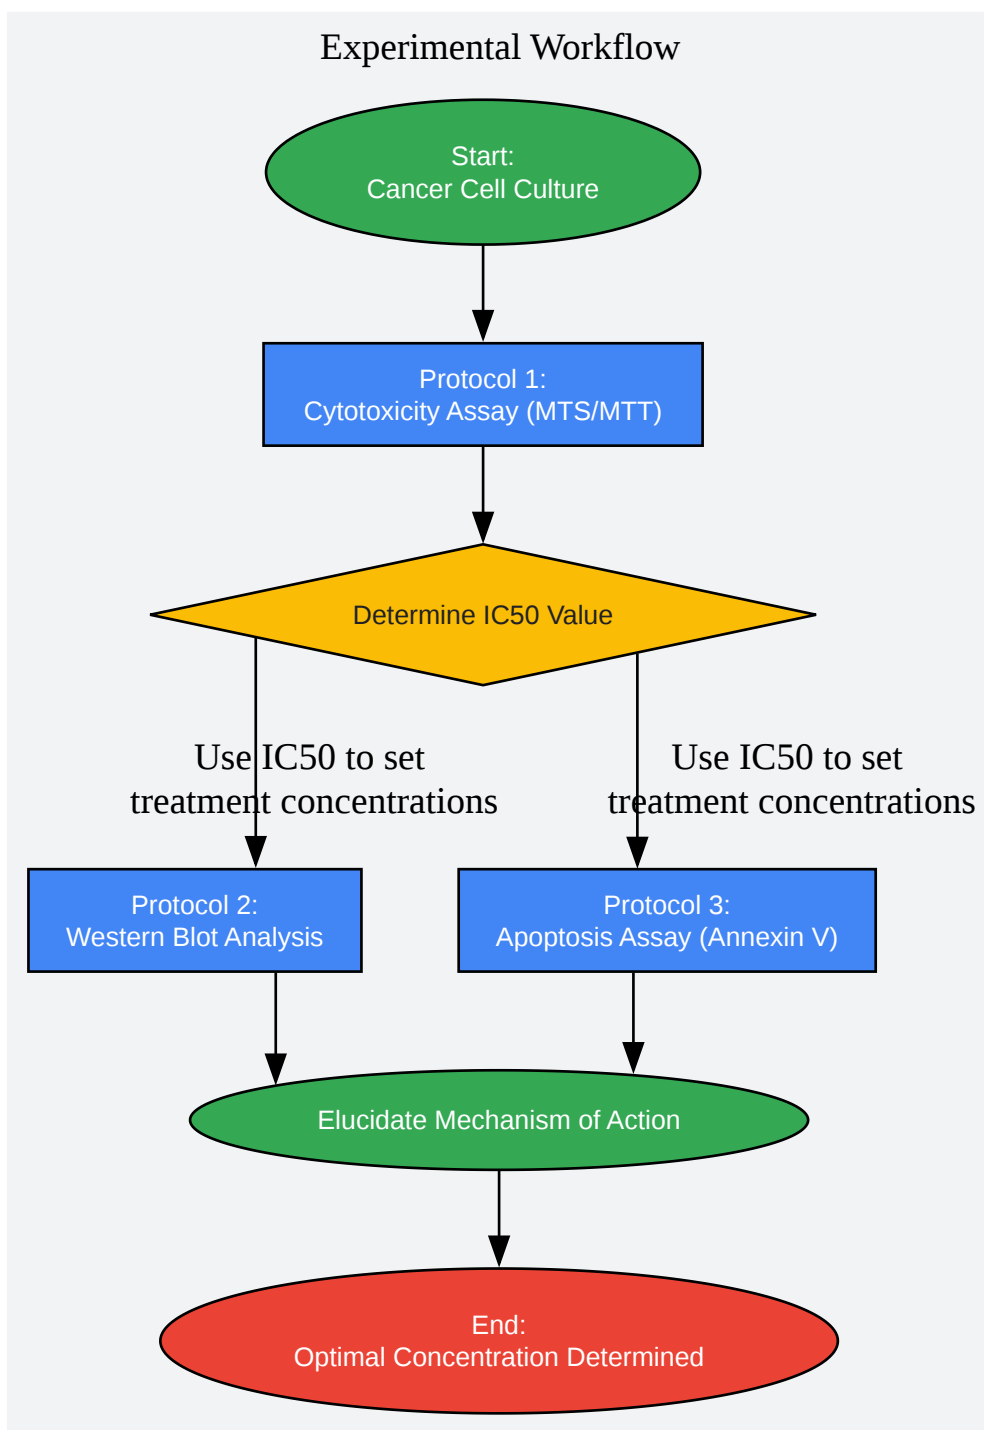 Experimental Workflow
Start:
Cancer Cell Culture
Protocol 1:
Cytotoxicity Assay (MTS/MTT)
Determine IC50 Value
Use IC50 to set
treatment concentrations
Use IC50 to set
treatment concentrations
Protocol 2:
Western Blot Analysis
Protocol 3:
Apoptosis Assay (Annexin V)
Elucidate Mechanism of Action
End:
Optimal Concentration Determined